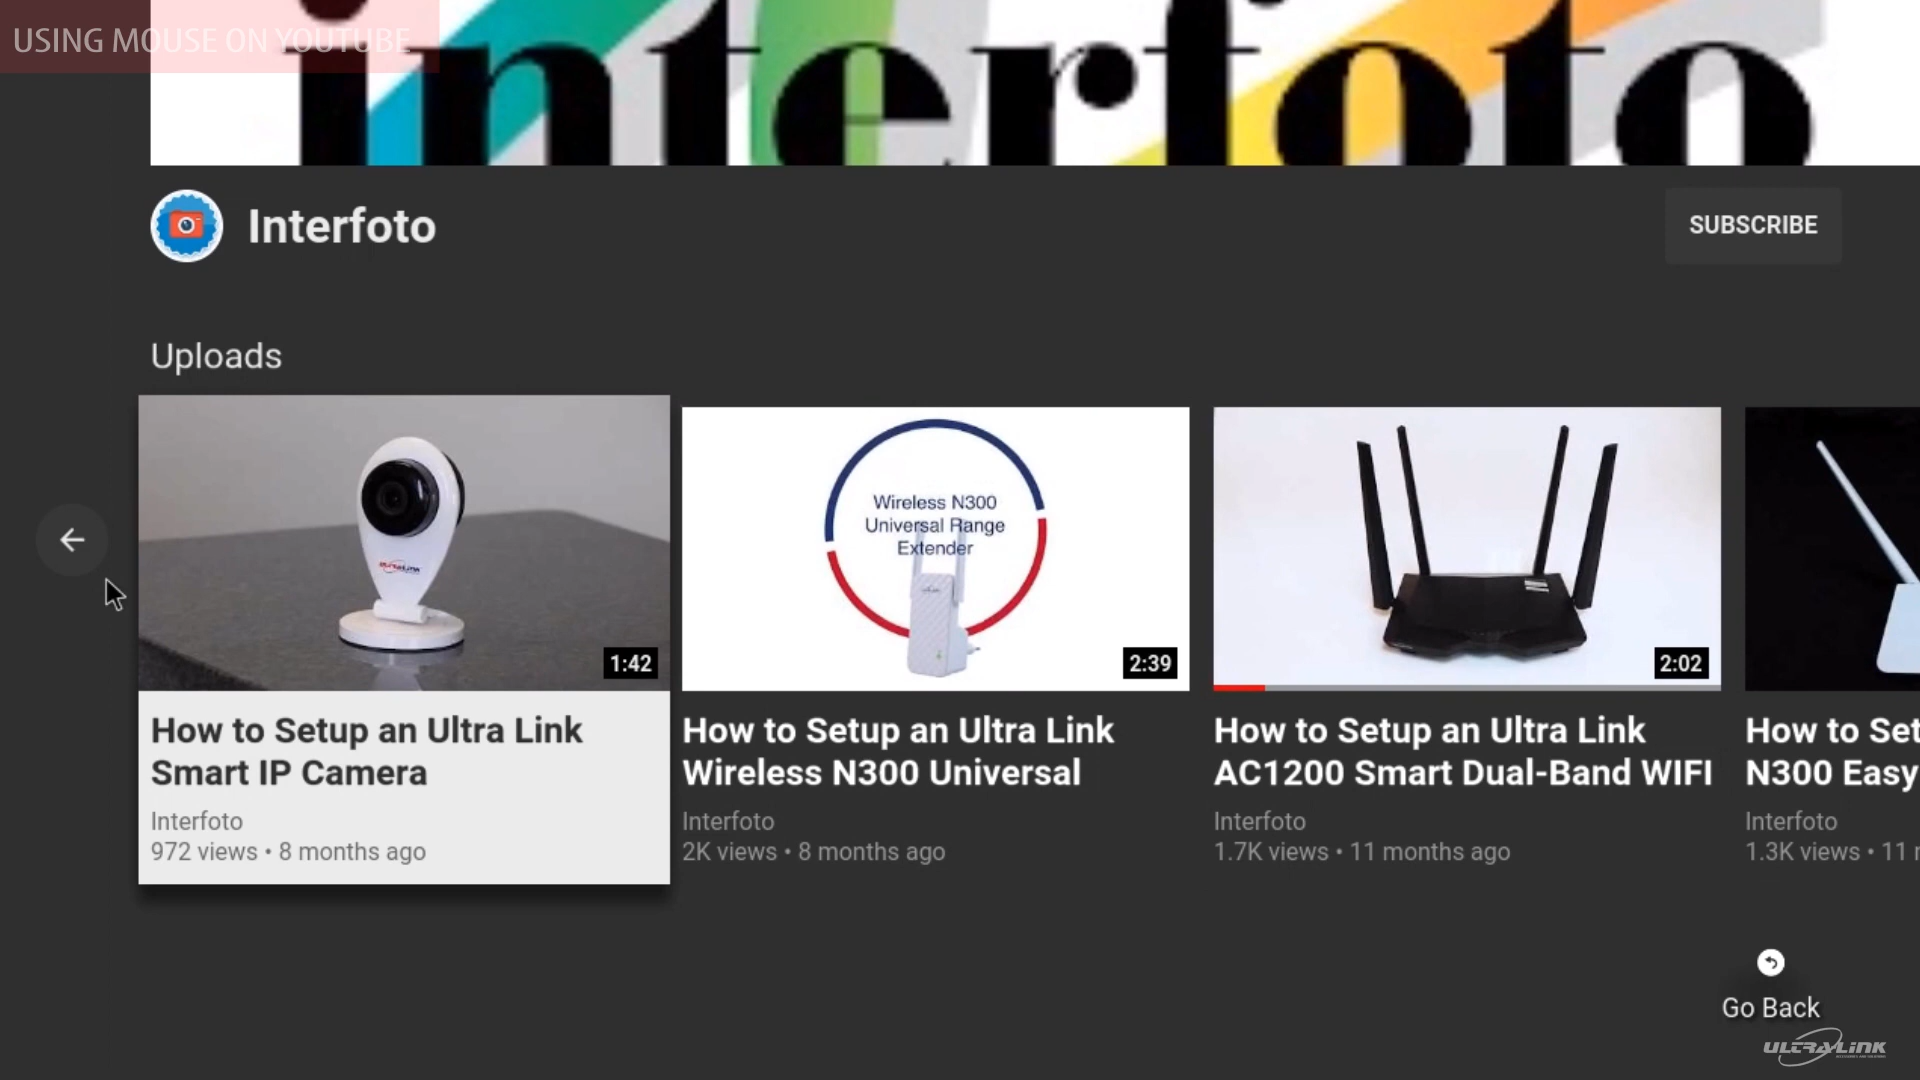 USING MOUSE ON YOUTUBE
interfoto
Interfoto
SUBSCRIBE
Uploads
Wireless N300
Universal Range
Extender
ULTRALINK
1:42
2:39
2:02
How to Setup an Ultra Link
Smart IP Camera
Interfoto
972 views • 8 months ago
How to Setup an Ultra Link
Wireless N300 Universal
Interfoto
2K views • 8 months ago
How to Setup an Ultra Link
AC1200 Smart Dual-Band WIFI
Interfoto
1.7K views • 11 months ago
How to Set
N300 Easy
Interfoto
1.3K views • 11
Go Back
ULTRALINK